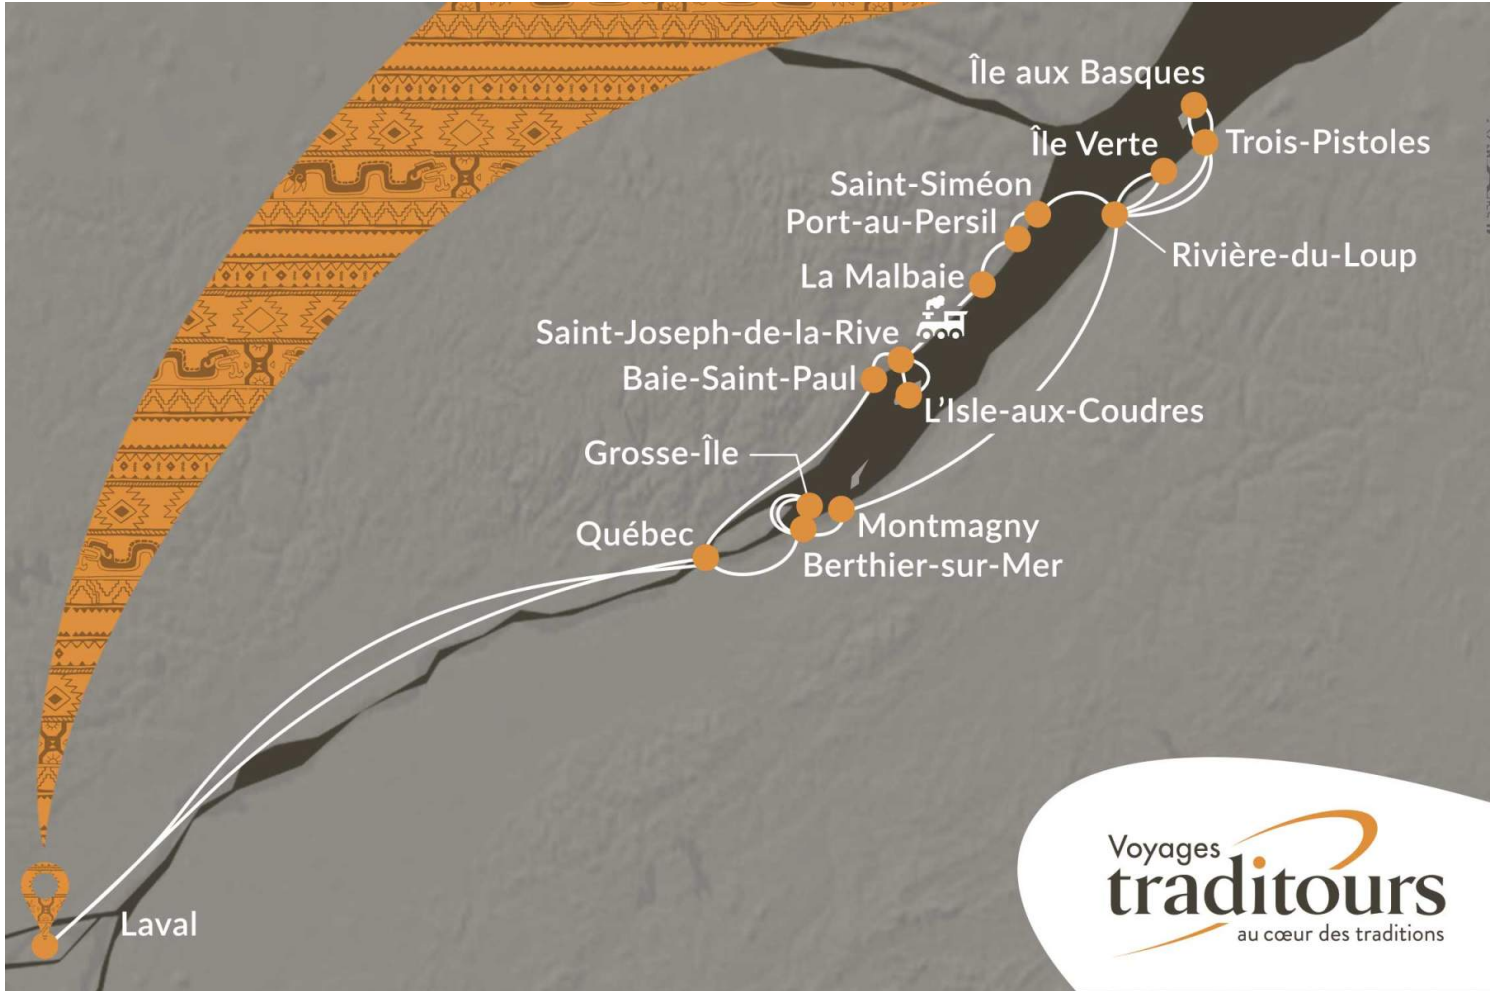 Île aux Basques
Île Verte
Trois-Pistoles
Saint-Siméon
Port-au-Persil
Rivière-du-Loup
La Malbaie
Saint-Joseph-de-la-Rive
Baie-Saint-Paul
L'Isle-aux-Coudres
Grosse-Île
Québec
Montmagny
Berthier-sur-Mer
Laval
Voyages
traditours
au cœur des traditions